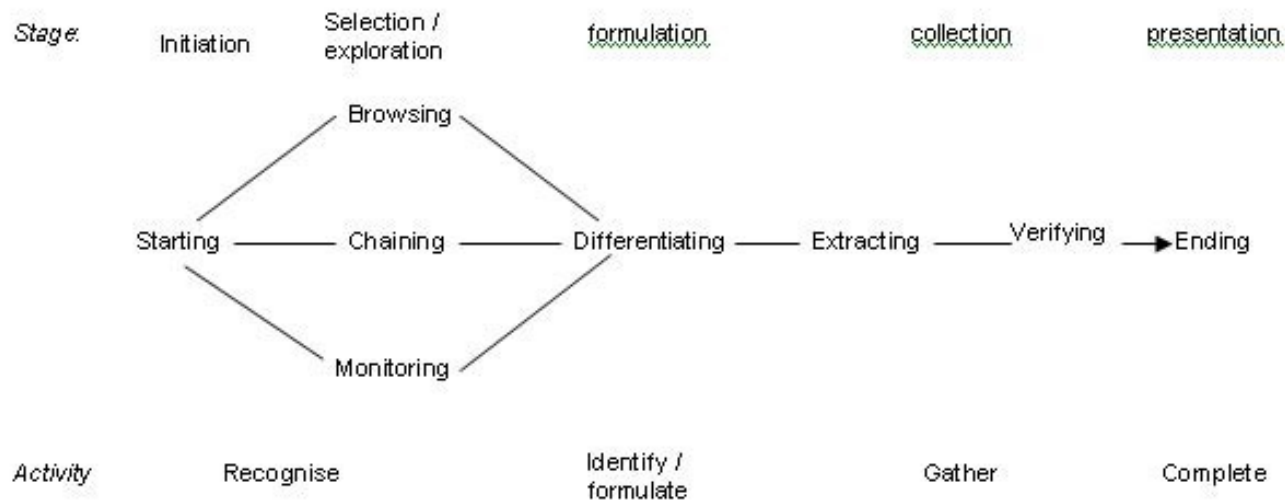 Stage:
Initiation
Selection /
exploration
formulation
collection
presentation
Browsing
Starting
Chaining
Differentiating
Extracting
Verifying
Ending
Monitoring
Activity
Recognise
Identify /
formulate
Gather
Complete